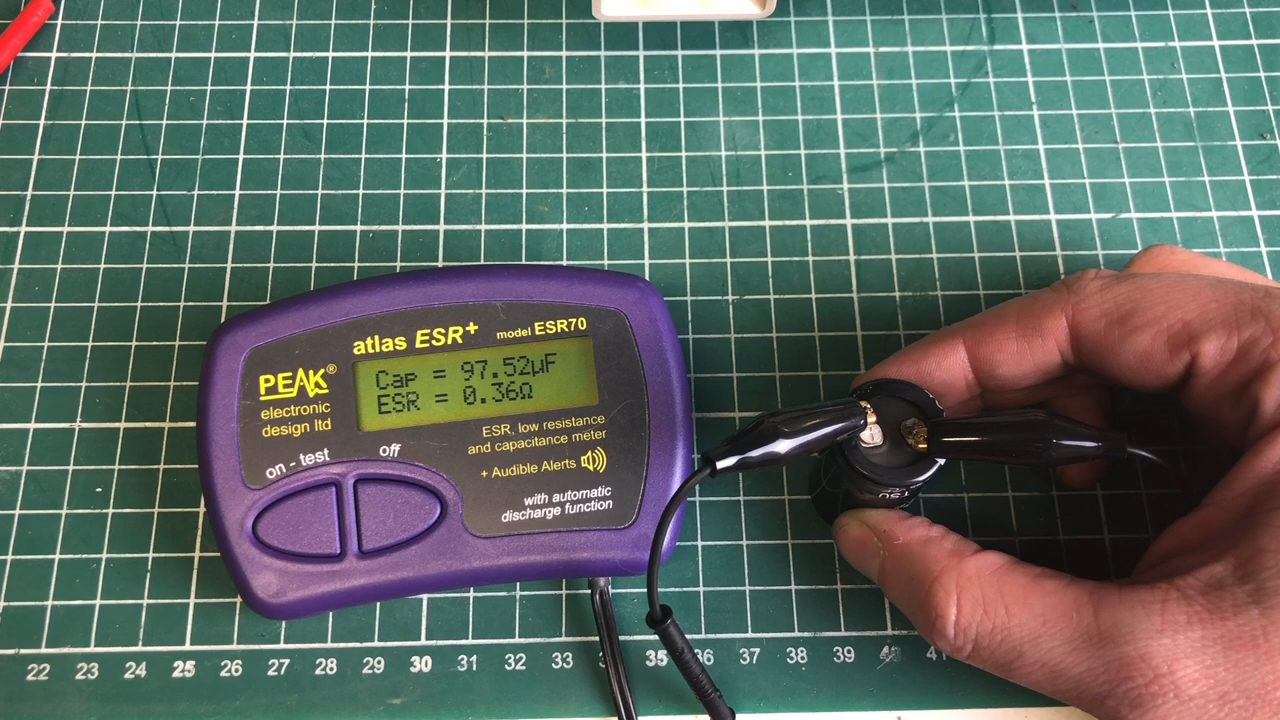 atlas ESR+ model ESR70
Cap = 97.52µF
ESR = 0.36Ω
PEAK®
electronic
design ltd
ESR, low resistance
and capacitance meter
+ Audible Alerts
on - test off
with automatic
discharge function
22 23 24 25 26 27 28 29 30 31 32 33 35 36 37 38 39 40 41